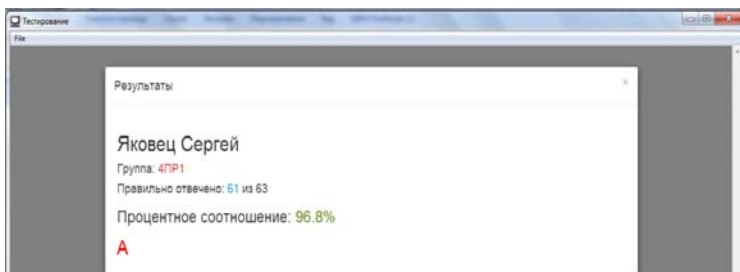 Тестирование
File
Результаты
×
Яковец Сергей
Группа: 4ПР1
Правильно отвечено: 61 из 63
Процентное соотношение: 96.8%
A